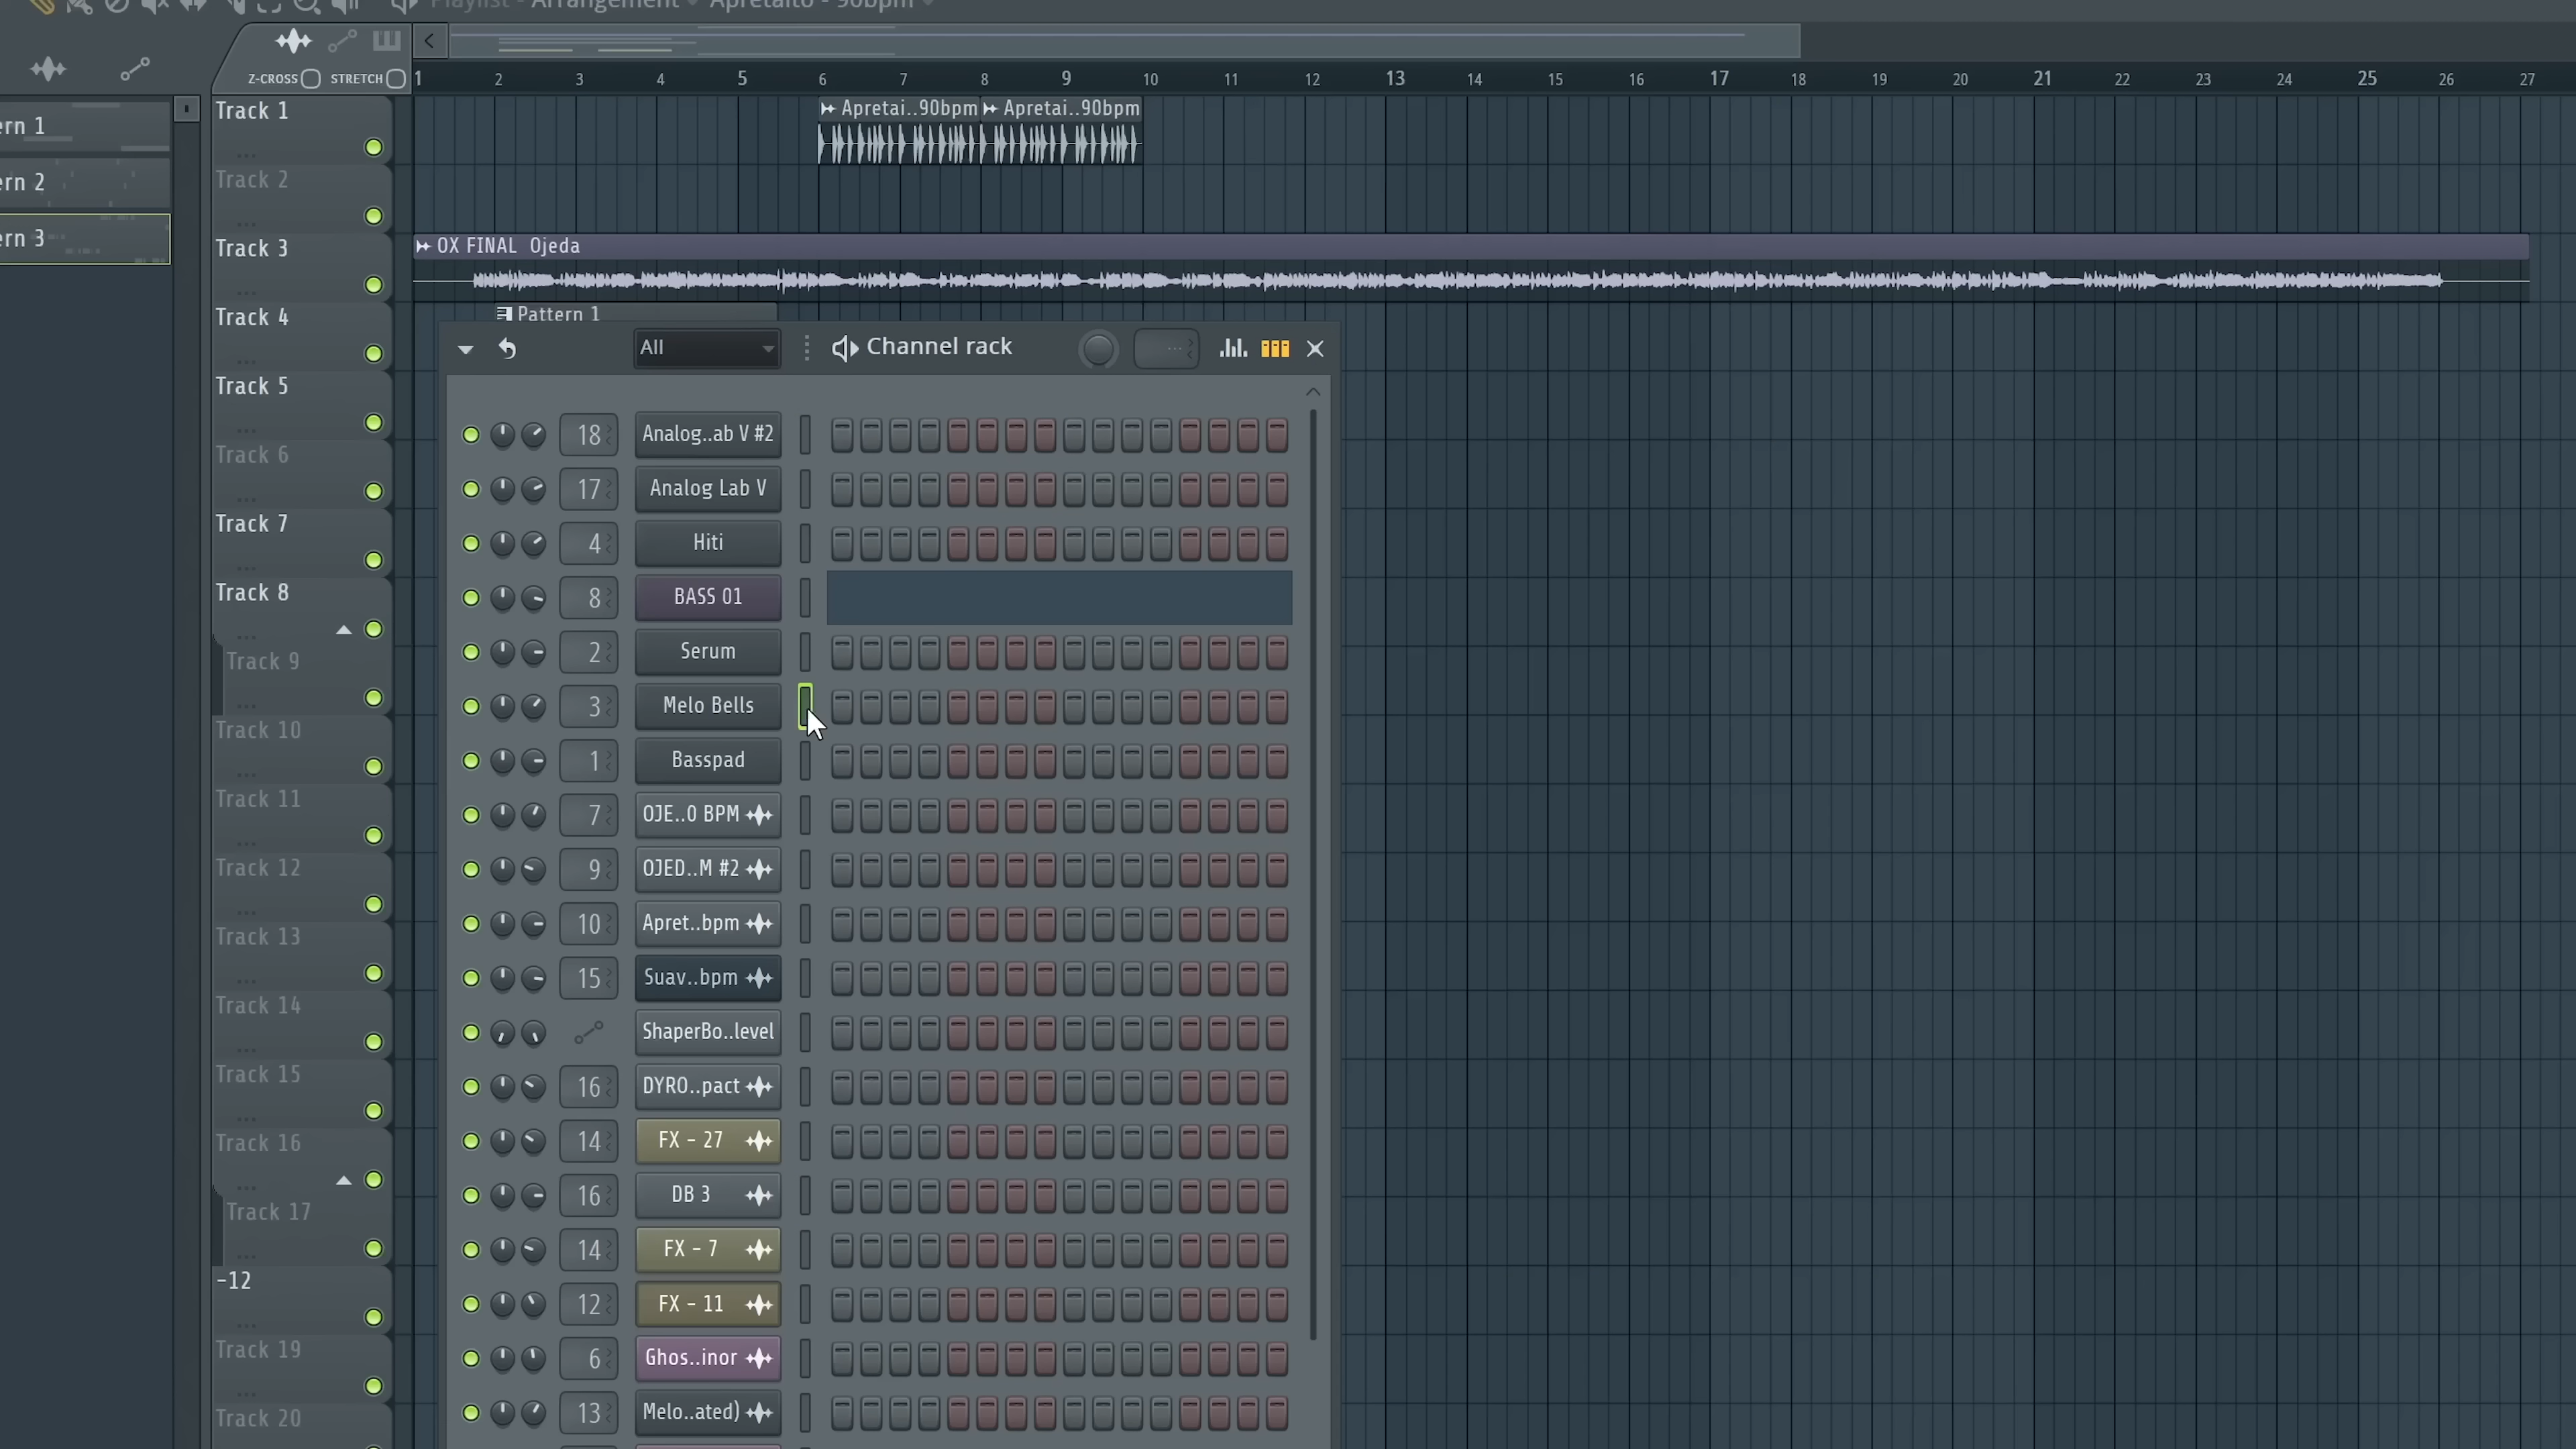 Playlist - Arrangement Apretaito - 90bpm
Z-CROSS STRETCH
1 2 3 4 5 6 7 8 9 10 11 12 13 14 15 16 17 18 19 20 21 22 23 24 25 26 27
ern 1
ern 2
ern 3
Track 1
Apretai..90bpm Apretai..90bpm
Track 2
Track 3
OX FINAL Ojeda
Track 4
Pattern 1
Track 5
Track 6
Track 7
Track 8
Track 9
Track 10
Track 11
Track 12
Track 13
Track 14
Track 15
Track 16
Track 17
-12
Track 19
Track 20
All Channel rack ...
18 Analog..ab V #2
17 Analog Lab V
4 Hiti
8 BASS 01
2 Serum
3 Melo Bells
1 Basspad
7 OJE..0 BPM
9 OJED..M #2
10 Apret..bpm
15 Suav..bpm
ShaperBo..level
16 DYRO..pact
14 FX - 27
16 DB 3
14 FX - 7
12 FX - 11
6 Ghos..inor
13 Melo..ated)